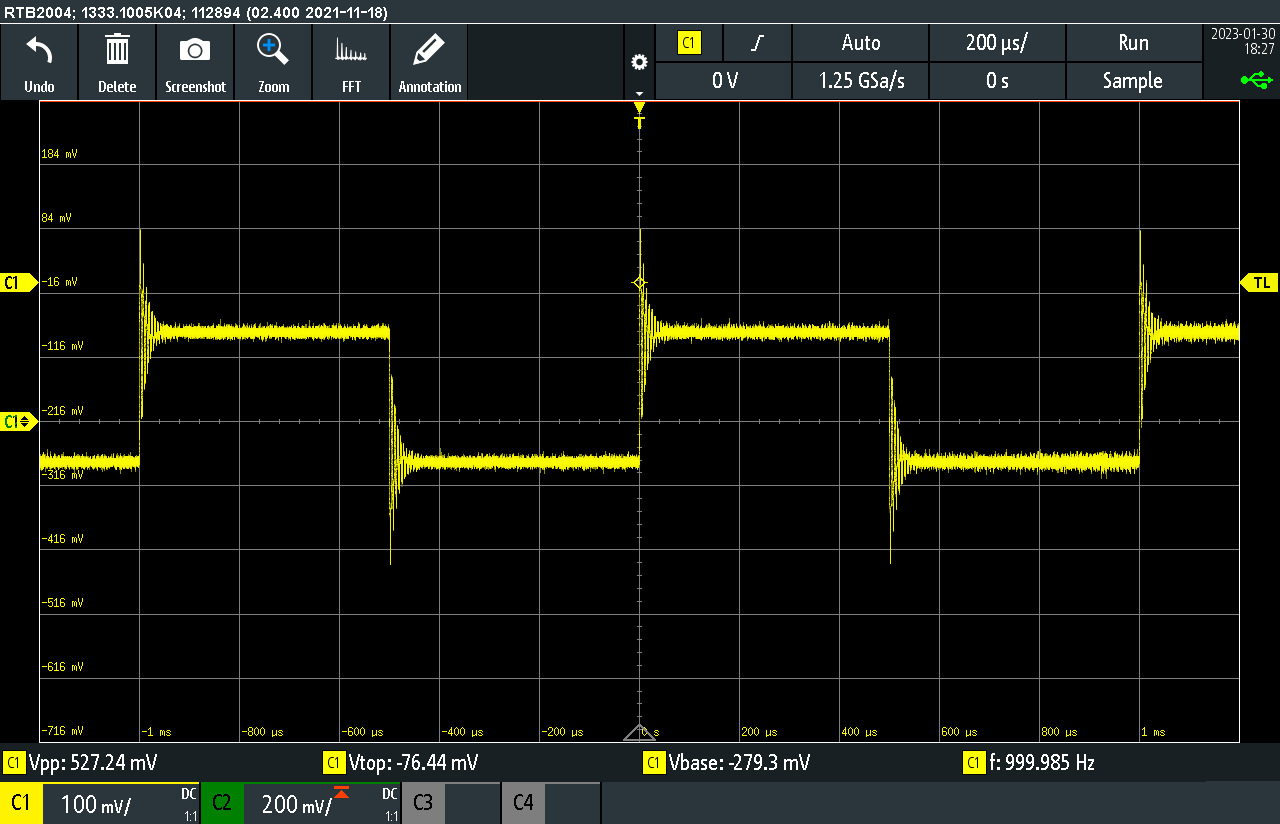 RTB2004; 1333.1005K04; 112894 (02.400 2021-11-18)
Undo Delete Screenshot Zoom FFT Annotation
C1 Auto 200 µs/ Run
0 V 1.25 GSa/s 0 s Sample
2023-01-30
18:27
T
184 mV
84 mV
C1 -16 mV TL
-116 mV
-216 mV
C1
-316 mV
-416 mV
-516 mV
-616 mV
-716 mV -1 ms -800 µs -600 µs -400 µs -200 µs 0 s 200 µs 400 µs 600 µs 800 µs 1 ms
C1 Vpp: 527.24 mV C1 Vtop: -76.44 mV C1 Vbase: -279.3 mV C1 f: 999.985 Hz
C1 100 mV/ DC 1:1 C2 200 mV/ DC 1:1 C3 C4